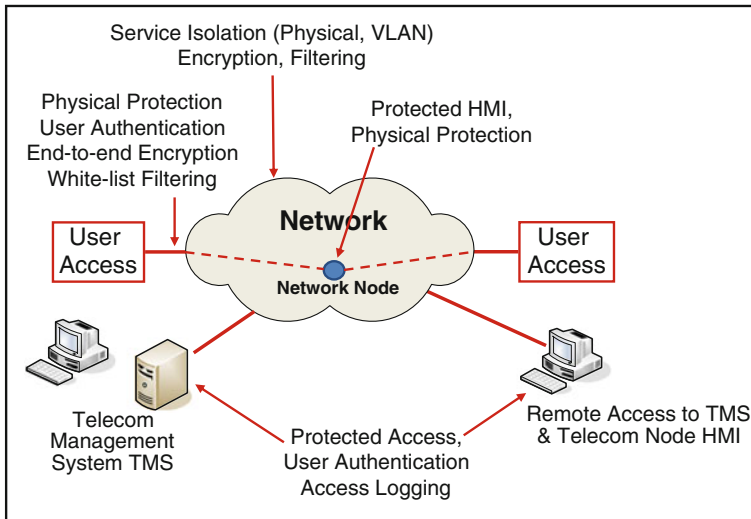 Service Isolation (Physical, VLAN)
Encryption, Filtering
Physical Protection
User Authentication
End-to-end Encryption
White-list Filtering
Protected HMI,
Physical Protection
Network
User
Access
Network Node
User
Access
Telecom
Management
System TMS
Protected Access,
User Authentication
Access Logging
Remote Access to TMS
& Telecom Node HMI